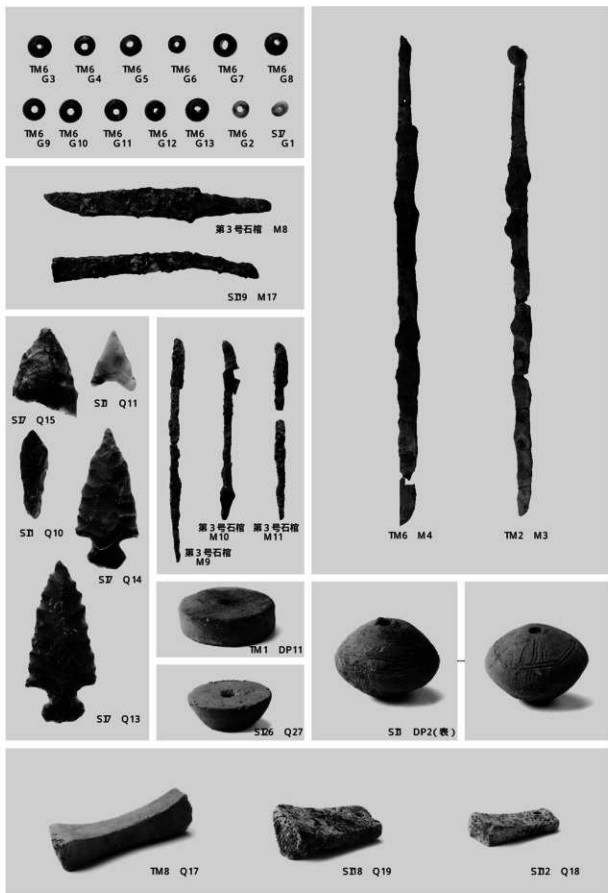 TM6 G3
TM6 G4
TM6 G5
TM6 G6
TM6 G7
TM6 G8
TM6 G9
TM6 G10
TM6 G11
TM6 G12
TM6 G13
TM6 G2
SI7 G1
第3号石棺 M8
SI19 M17
SI7 Q15
SI1 Q11
SI1 Q10
SI7 Q14
SI7 Q13
第3号石棺 M9
第3号石棺 M10
第3号石棺 M11
TM6 M4
TM2 M3
TM1 DP11
SI26 Q27
SI1 DP2(表)
TM8 Q17
SI18 Q19
SI12 Q18